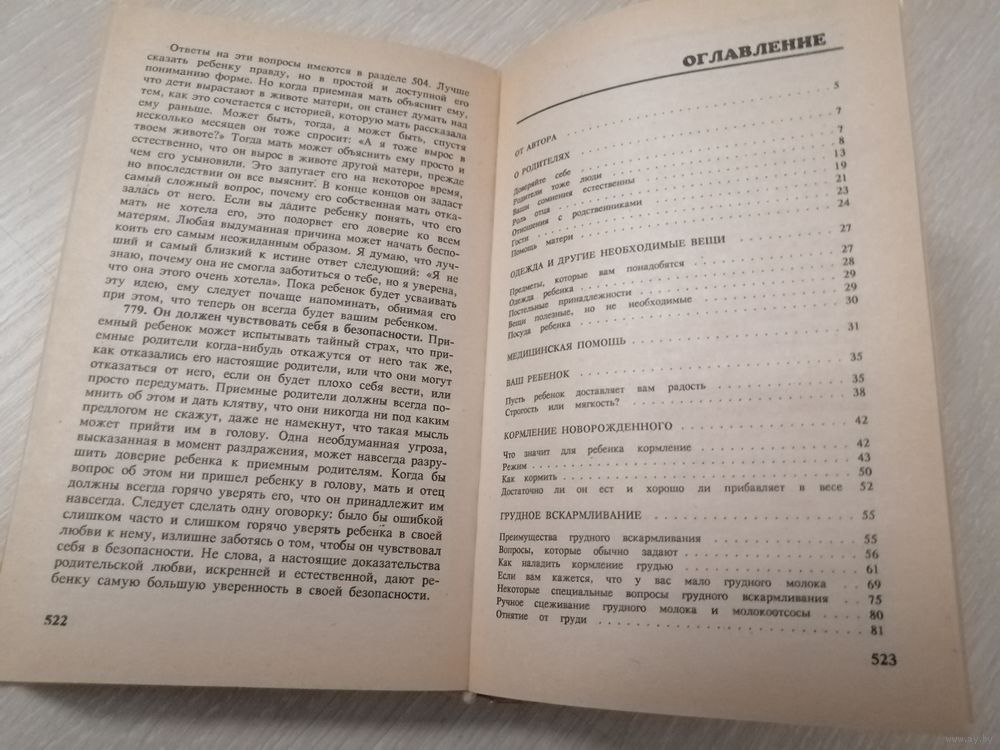 Ответы на эти вопросы имеются в разделе 504. Лучше
сказать ребенку правду, но в простой и доступной его
пониманию форме. Но когда приемная мать объяснит ему,
что дети вырастают в животе матери, он станет думать над
тем, как это сочетается с историей, которую мать рассказала
ему раньше. Может быть, тогда, а может быть, спустя
несколько месяцев он тоже спросит: «А я тоже вырос в
твоем животе?» Тогда мать может объяснить ему просто и
естественно, что он вырос в животе другой матери, прежде
чем его усыновили. Это запутает его на некоторое время,
но впоследствии он все выяснит. В конце концов он задаст
самый сложный вопрос, почему его собственная мать отка-
залась от него. Если вы дадите ребенку понять, что его
мать не хотела его, это подорвет его доверие ко всем
матерям. Любая выдуманная причина может начать беспо-
коить его самым неожиданным образом. Я думаю, что луч-
ший и самый близкий к истине ответ следующий: «Я не
знаю, почему она не смогла заботиться о тебе, но я уверена,
что она этого очень хотела». Пока ребенок будет усваивать
эту идею, ему следует почаще напоминать, обнимая его
при этом, что теперь он всегда будет вашим ребенком.
779. Он должен чувствовать себя в безопасности. При-
емный ребенок может испытывать тайный страх, что при-
емные родители когда-нибудь откажутся от него так же,
как отказались его настоящие родители, или что они могут
отказаться от него, если он будет плохо себя вести, или
просто передумать. Приемные родители должны всегда по-
мнить об этом и дать клятву, что они никогда ни под каким
предлогом не скажут, даже не намекнут, что такая мысль
может прийти им в голову. Одна необдуманная угроза,
высказанная в момент раздражения, может навсегда разру-
шить доверие ребенка к приемным родителям. Когда бы
вопрос об этом ни пришел ребенку в голову, мать и отец
должны всегда горячо уверять его, что он принадлежит им
навсегда. Следует сделать одну оговорку: было бы ошибкой
слишком часто и слишком горячо уверять ребенка в своей
любви к нему, излишне заботясь о том, чтобы он чувствовал
себя в безопасности. Не слова, а настоящие доказательства
родительской любви, искренней и естественной, дают ре-
бенку самую большую уверенность в своей безопасности.
522
ОГЛАВЛЕНИЕ
ОТ АВТОРА . . . 5
О РОДИТЕЛЯХ . . . 7
Доверяйте себе . . . 7
Родители тоже люди . . . 8
Ваши сомнения естественны . . . 13
Роль отца . . . 19
Отношения с родственниками . . . 21
Гости . . . 23
Помощь матери . . . 24
ОДЕЖДА И ДРУГИЕ НЕОБХОДИМЫЕ ВЕЩИ . . . 27
Предметы, которые вам понадобятся . . . 27
Одежда ребенка . . . 28
Постельные принадлежности . . . 29
Вещи полезные, но не необходимые . . . 29
Посуда ребенка . . . 30
МЕДИЦИНСКАЯ ПОМОЩЬ . . . 31
ВАШ РЕБЕНОК . . . 35
Пусть ребенок доставляет вам радость . . . 35
Строгость или мягкость? . . . 38
КОРМЛЕНИЕ НОВОРОЖДЕННОГО . . . 42
Что значит для ребенка кормление . . . 42
Режим . . . 43
Как кормить . . . 50
Достаточно ли он ест и хорошо ли прибавляет в весе 52
ГРУДНОЕ ВСКАРМЛИВАНИЕ . . . 55
Преимущества грудного вскармливания . . . 55
Вопросы, которые обычно задают . . . 56
Как наладить кормление грудью . . . 61
Если вам кажется, что у вас мало грудного молока . . 69
Некоторые специальные вопросы грудного вскармливания . . 75
Ручное сцеживание грудного молока и молокоотсосы . . . 80
Отнятие от груди . . . 81
523
www.ay.by